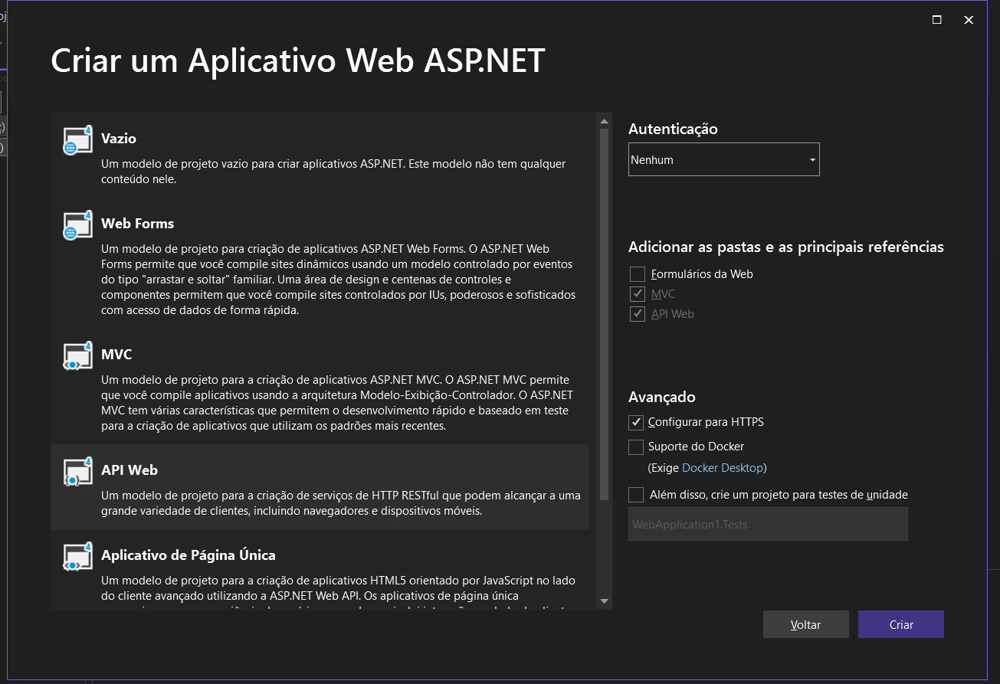 Criar um Aplicativo Web ASP.NET
Vazio
Um modelo de projeto vazio para criar aplicativos ASP.NET. Este modelo não tem qualquer
conteúdo nele.
Web Forms
Um modelo de projeto para criação de aplicativos ASP.NET Web Forms. O ASP.NET Web
Forms permite que você compile sites dinâmicos usando um modelo controlado por eventos
do tipo "arrastar e soltar" familiar. Uma área de design e centenas de controles e
componentes permitem que você compile sites controlados por IUs, poderosos e sofisticados
com acesso de dados de forma rápida.
MVC
Um modelo de projeto para a criação de aplicativos ASP.NET MVC. O ASP.NET MVC permite
que você compile aplicativos usando a arquitetura Modelo-Exibição-Controlador. O ASP.NET
MVC tem várias características que permitem o desenvolvimento rápido e baseado em teste
para a criação de aplicativos que utilizam os padrões mais recentes.
API Web
Um modelo de projeto para a criação de serviços de HTTP RESTful que podem alcançar a uma
grande variedade de clientes, incluindo navegadores e dispositivos móveis.
Aplicativo de Página Única
Um modelo de projeto para a criação de aplicativos HTML5 orientado por JavaScript no lado
do cliente avançado utilizando a ASP.NET Web API. Os aplicativos de página única
Autenticação
Nenhum
Adicionar as pastas e as principais referências
Formulários da Web
MVC
API Web
Avançado
Configurar para HTTPS
Suporte do Docker
(Exige Docker Desktop)
Além disso, crie um projeto para testes de unidade
WebApplication1.Tests
Voltar
Criar